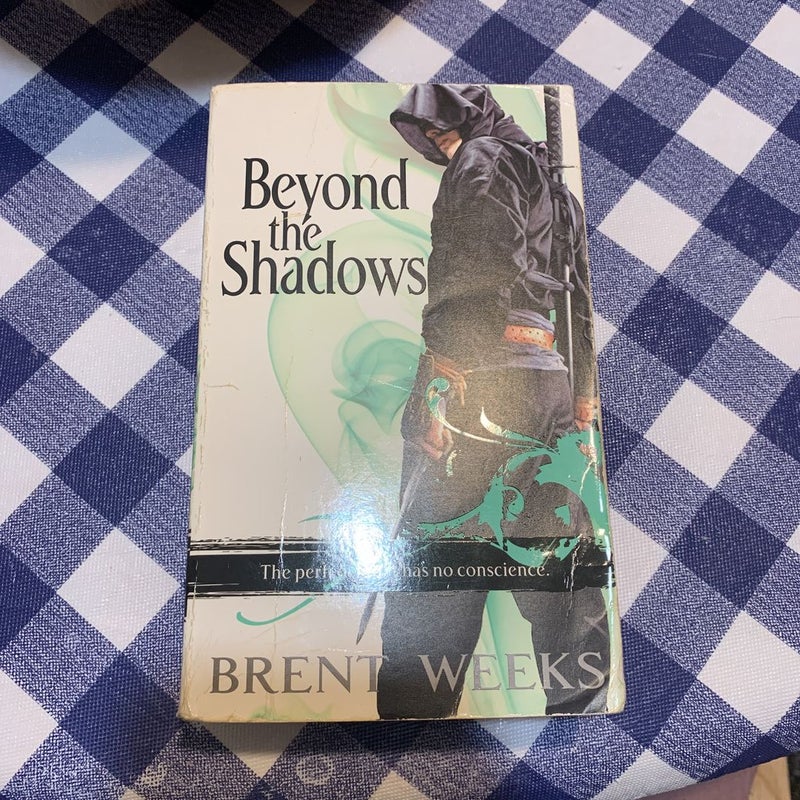 Beyond
the
Shadows
The has no conscience.
BRENT WEEKS